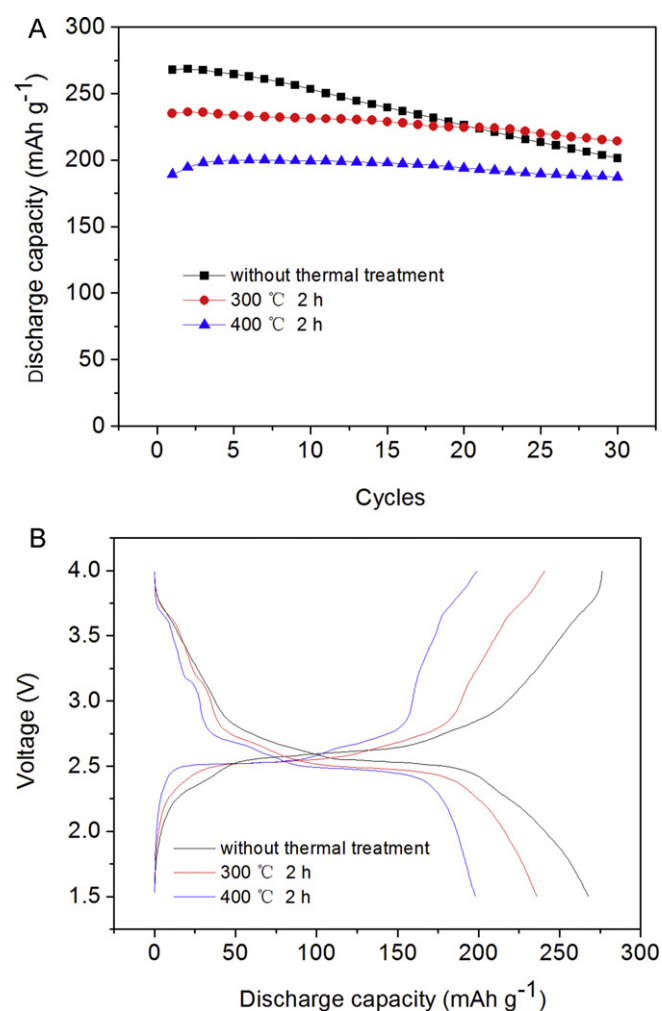 A
300
250
200
150
100
50
0
Discharge capacity (mAh g-1)
without thermal treatment
300 ℃ 2 h
400 ℃ 2 h
0 5 10 15 20 25 30
Cycles
B
4.0
3.5
3.0
2.5
2.0
1.5
Voltage (V)
without thermal treatment
300 ℃ 2 h
400 ℃ 2 h
0 50 100 150 200 250 300
Discharge capacity (mAh g-1)